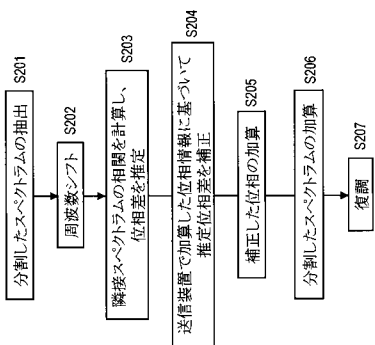 S201
分割したスペクトラムの抽出
S202
周波数シフト
S203
隣接スペクトラムの相関を計算し、
位相差を推定
S204
送信装置で加算した位相情報に基づいて
推定位相差を補正
S205
補正した位相の加算
S206
分割したスペクトラムの加算
S207
復調